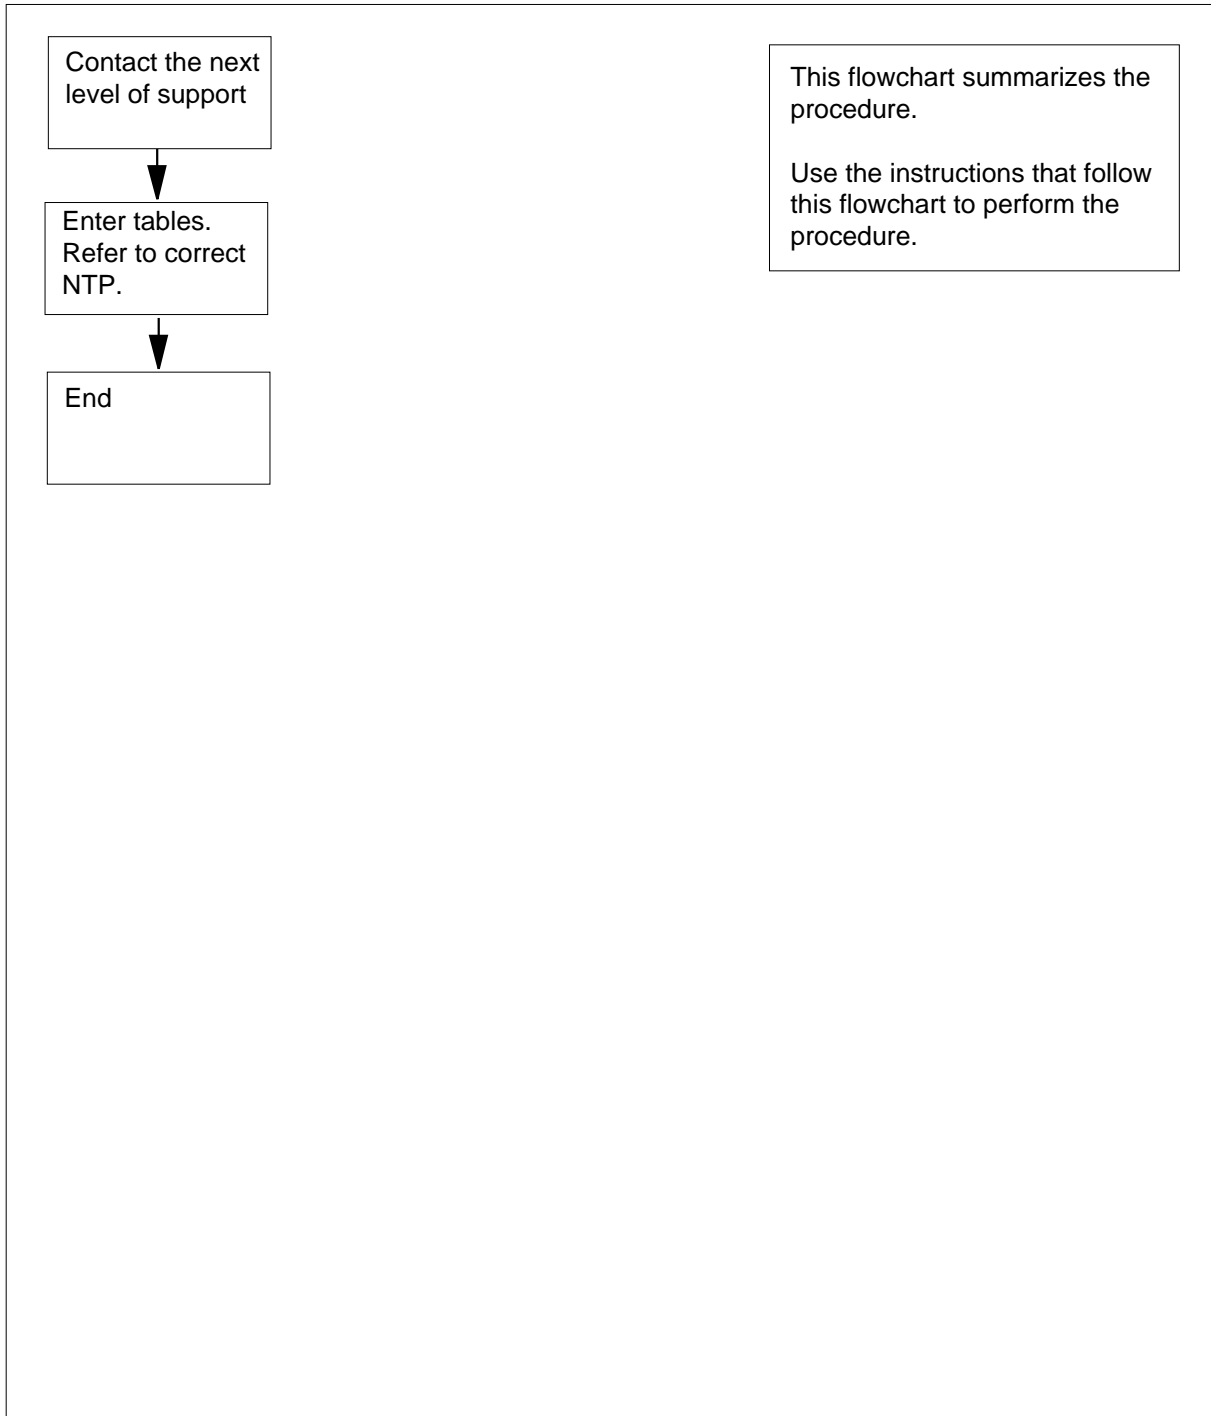 Contact the next
level of support
Enter tables.
Refer to correct
NTP.
End
This flowchart summarizes the
procedure.
Use the instructions that follow
this flowchart to perform the
procedure.